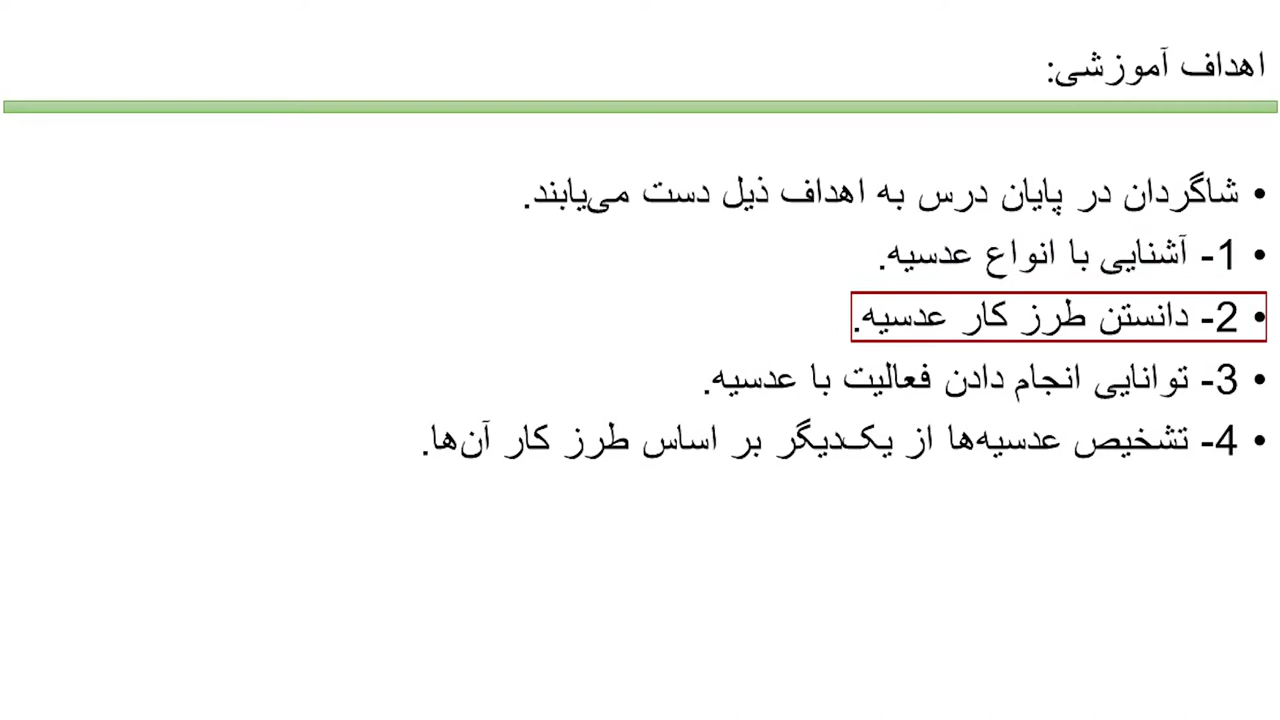 اهداف آموزشی:
• شاگردان در پایان درس به اهداف ذیل دست می‌یابند.
• 1- آشنایی با انواع عدسیه.
• 2- دانستن طرز کار عدسیه.
• 3- توانایی انجام دادن فعالیت با عدسیه.
• 4- تشخیص عدسیه‌ها از یک‌دیگر بر اساس طرز کار آن‌ها.